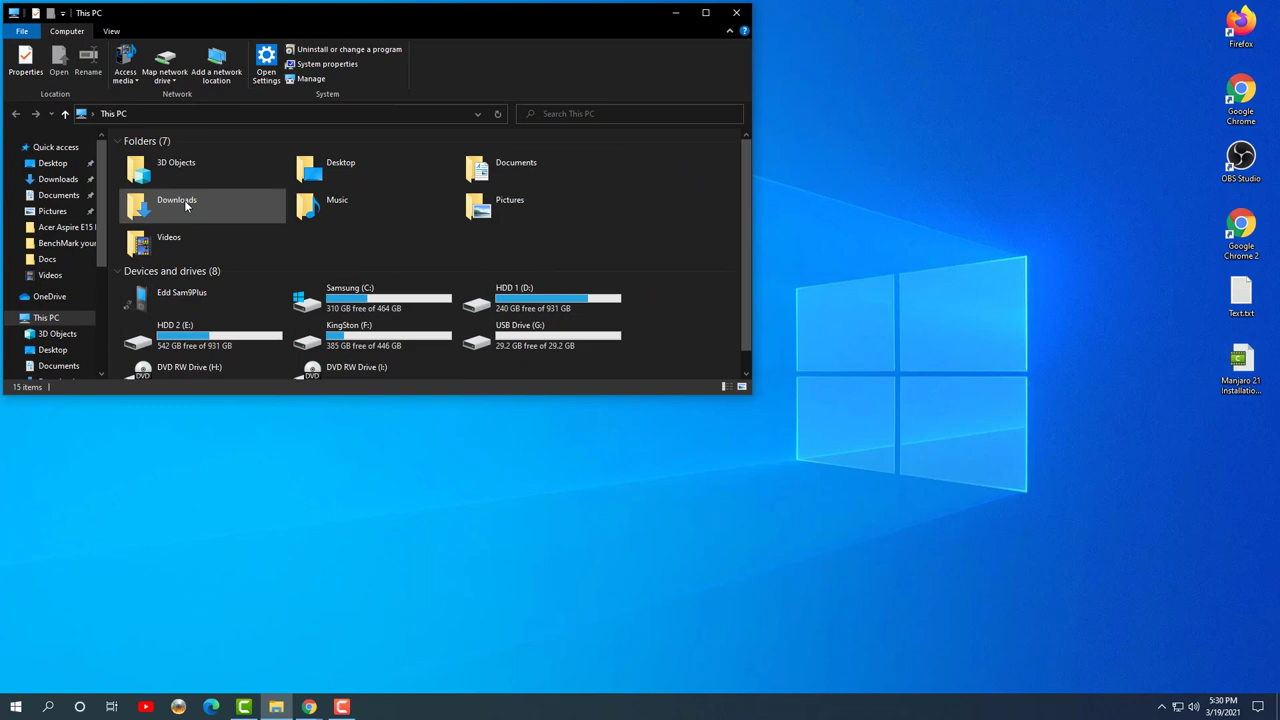 This PC
File
Computer
View
Properties
Open
Rename
Access media
Map network drive
Add a network location
Open Settings
Uninstall or change a program
System properties
Manage
Location
Network
System
This PC
Search This PC
Quick access
Desktop
Downloads
Documents
Pictures
Acer Aspire E15 
BenchMark your
Docs
Videos
OneDrive
This PC
3D Objects
Desktop
Documents
Folders (7)
3D Objects
Desktop
Documents
Downloads
Music
Pictures
Videos
Devices and drives (8)
Edd Sam9Plus
Samsung (C:)
310 GB free of 464 GB
HDD 1 (D:)
240 GB free of 931 GB
HDD 2 (E:)
542 GB free of 931 GB
KingSton (F:)
385 GB free of 446 GB
USB Drive (G:)
29.2 GB free of 29.2 GB
DVD RW Drive (H:)
DVD RW Drive (I:)
DVD
DVD
15 items
Firefox
Google
Chrome
OBS Studio
Google
Chrome 2
Text.txt
Manjaro 21
Installatio...
5:30 PM
3/19/2021